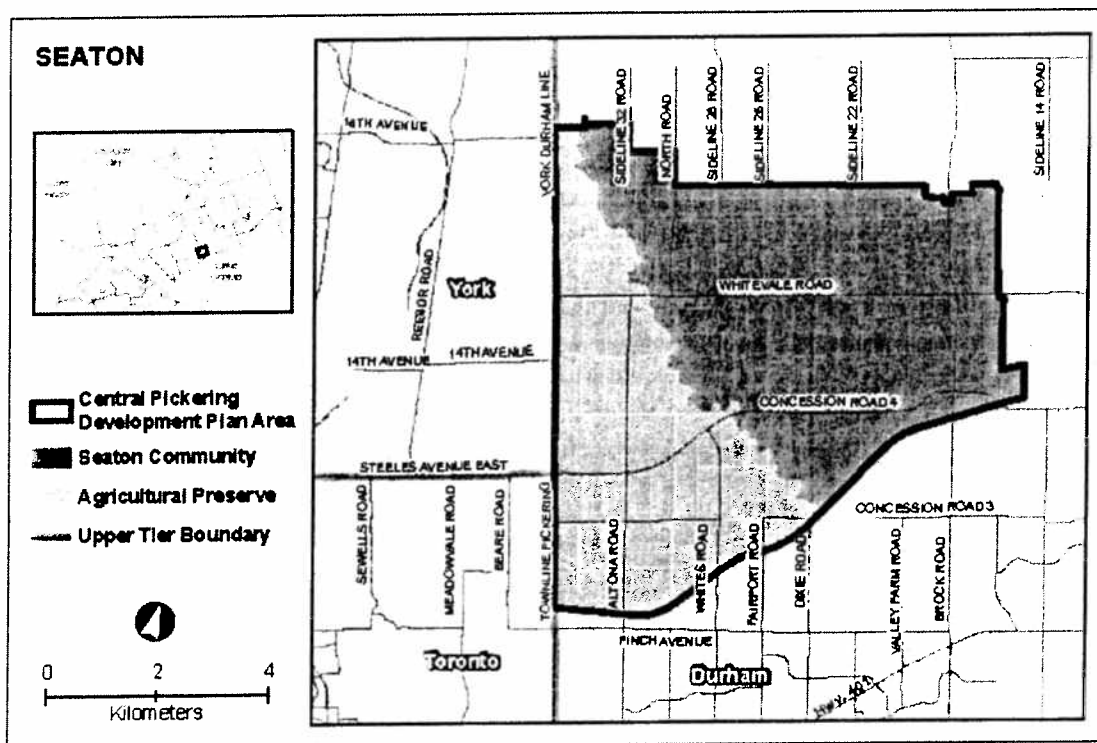 SEATON
Central Pickering
Development Plan Area
Seaton Community
Agricultural Preserve
Upper Tier Boundary
0 2 4
Kilometers
16TH AVENUE
YORK DURHAM LINE
SIDELINE 32 ROAD
NORTH ROAD
SIDELINE 28 ROAD
SIDELINE 26 ROAD
SIDELINE 22 ROAD
SIDELINE 14 ROAD
REESOR ROAD
York
WHITEVALE ROAD
14TH AVENUE
14TH AVENUE
CONCESSION ROAD 4
STEELES AVENUE EAST
CONCESSION ROAD 3
SEWELLS ROAD
MEADOWVALE ROAD
BEARE ROAD
TOWNLINE PICKERING
ALTONA ROAD
WHITES ROAD
FAIRPORT ROAD
DIXIE ROAD
VALLEY FARM ROAD
BROCK ROAD
FINCH AVENUE
Toronto
Durham
HWY. 401